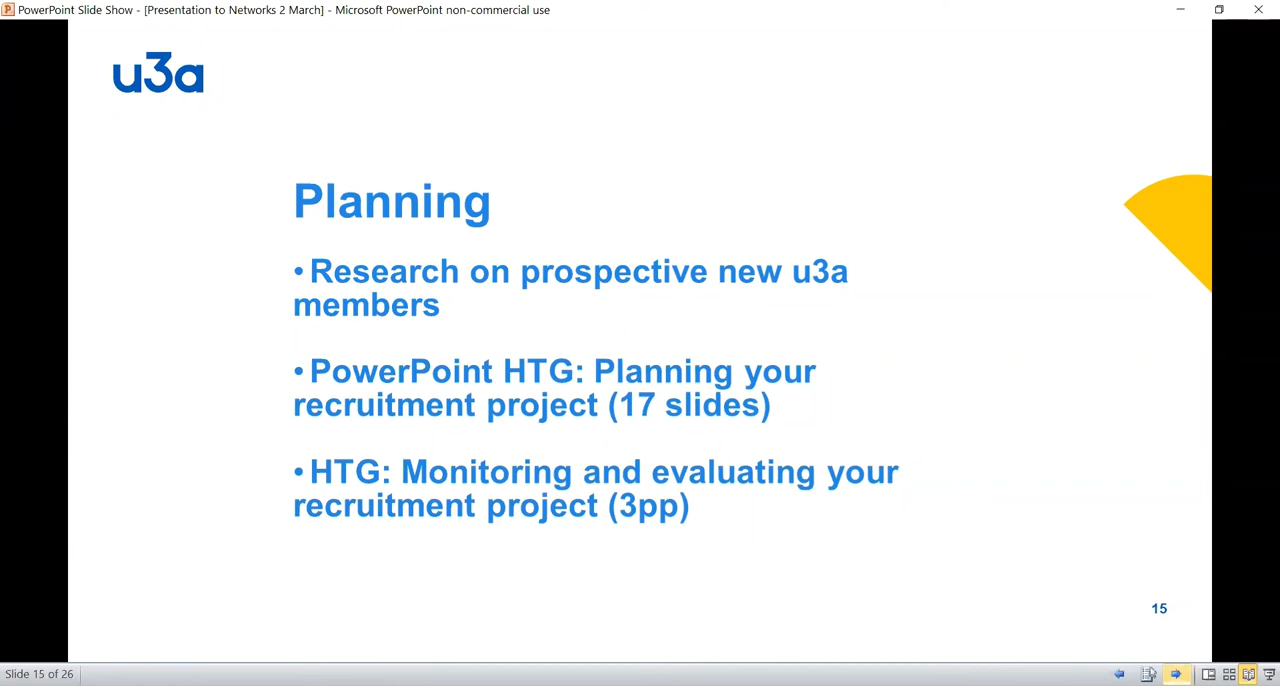 PowerPoint Slide Show - [Presentation to Networks 2 March] - Microsoft PowerPoint non-commercial use
u3a
Planning
• Research on prospective new u3a
members
• PowerPoint HTG: Planning your
recruitment project (17 slides)
• HTG: Monitoring and evaluating your
recruitment project (3pp)
15
Slide 15 of 26